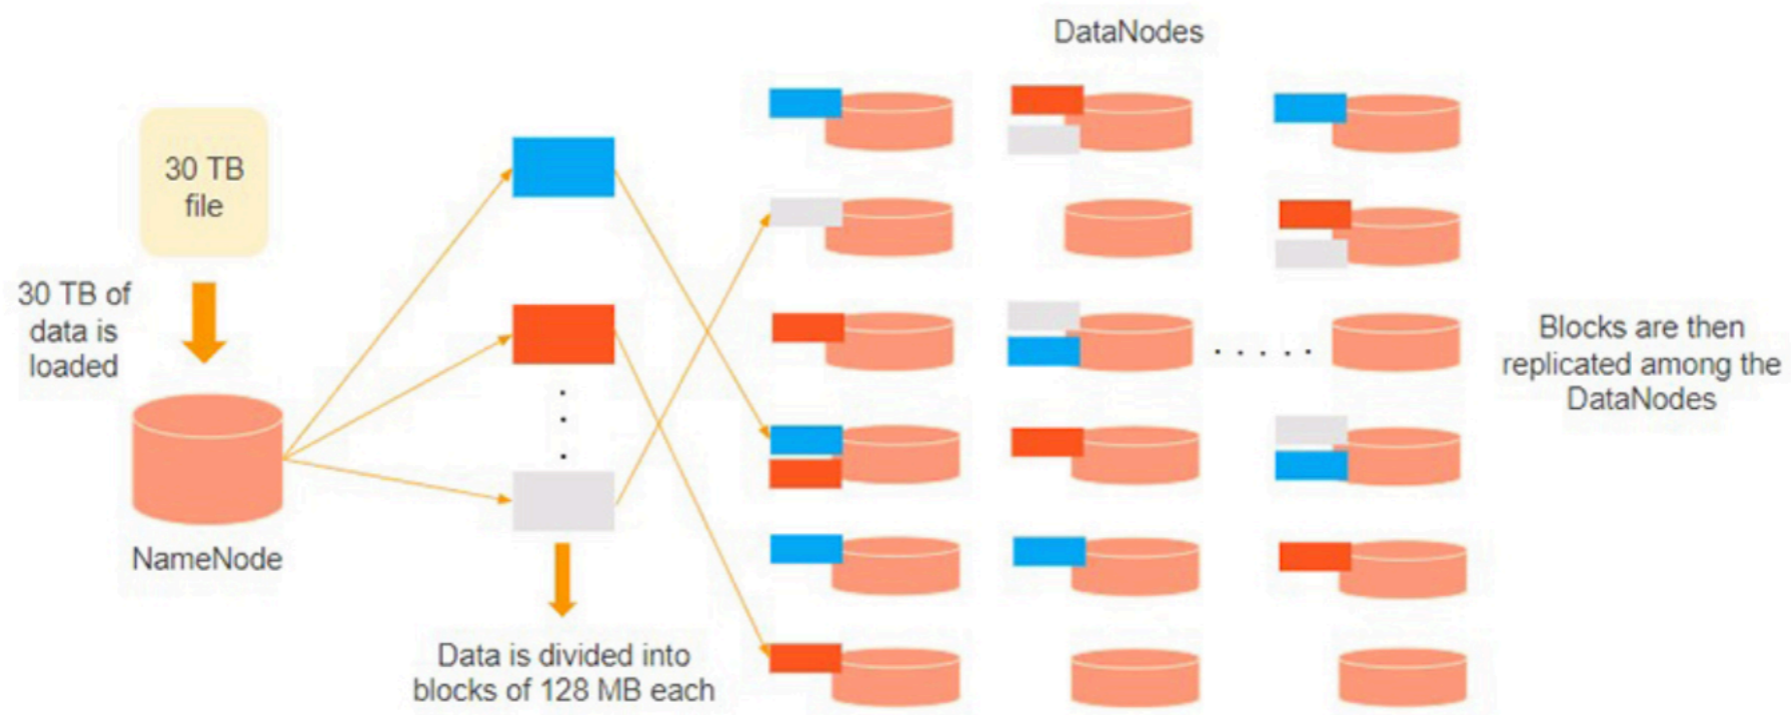 DataNodes
30 TB
file
30 TB of
data is
loaded
NameNode
Data is divided into
blocks of 128 MB each
Blocks are then
replicated among the
DataNodes